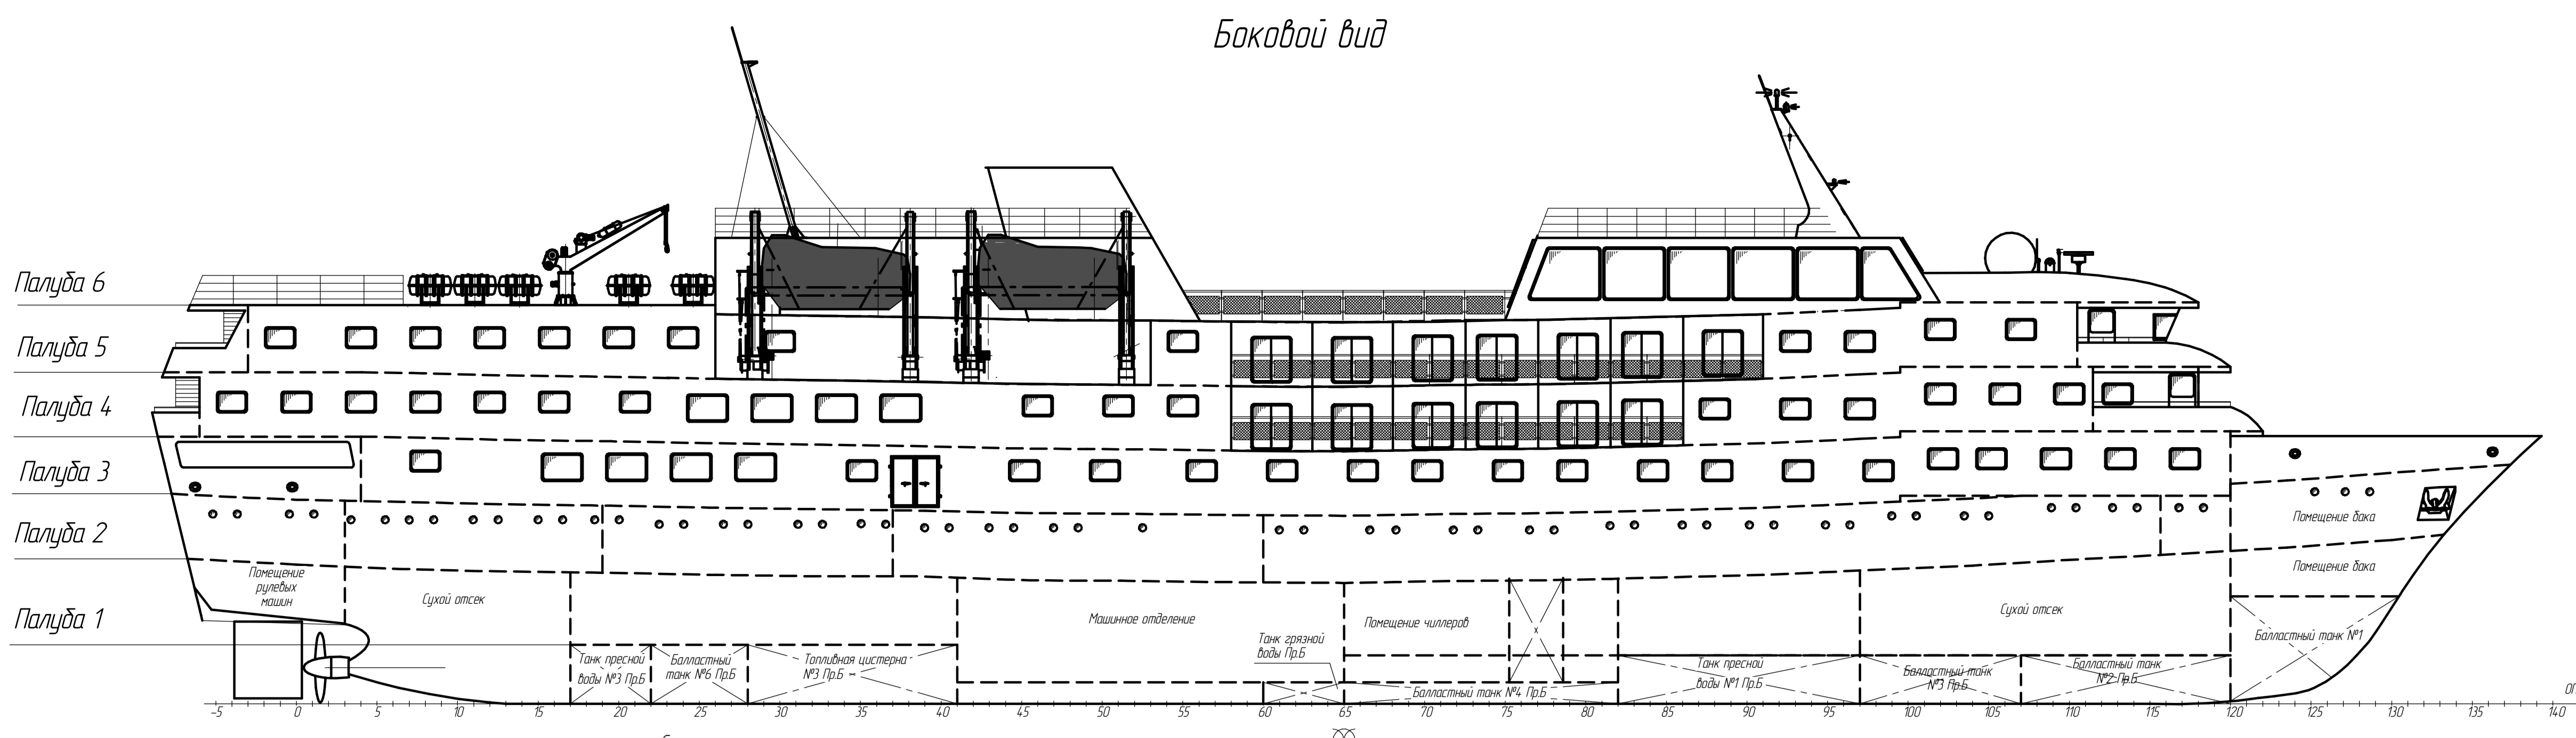 Боковой вид
Палуба 6
Палуба 5
Палуба 4
Палуба 3
Палуба 2
Палуба 1
Помещение
рулевых
машин
Сухой отсек
Танк пресной
воды №3 Пр.Б
Балластный
танк №6 Пр.Б
Топливная цистерна
№3 Пр.Б
Машинное отделение
Танк грязной
воды Пр.Б
Помещение чиллеров
х
Балластный танк №4 Пр.Б
Танк пресной
воды №1 Пр.Б
Сухой отсек
Балластный танк
№3 Пр.Б
Балластный танк
№2 Пр.Б
Помещение бака
Помещение бака
Балластный танк №1
-5 0 5 10 15 20 25 30 35 40 45 50 55 60 65 70 75 80 85 90 95 100 105 110 115 120 125 130 135 140